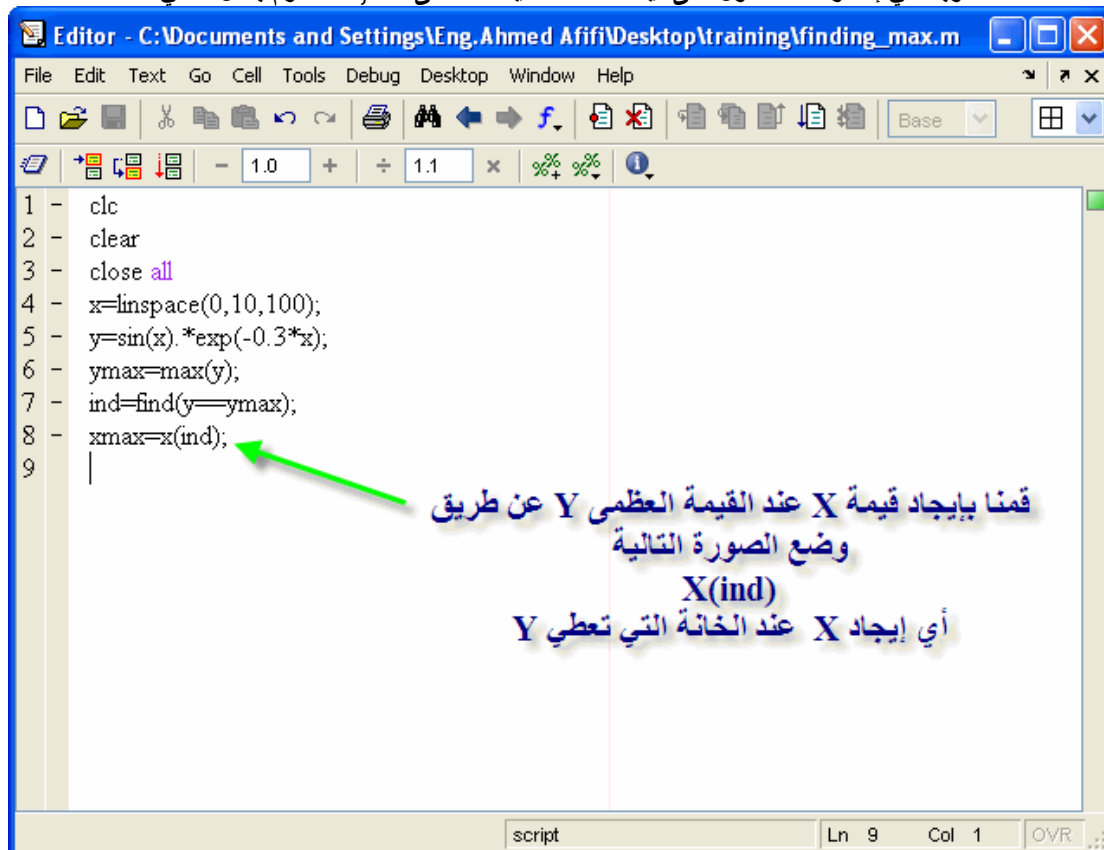 Editor - C:\Documents and Settings\Eng.Ahmed Afifi\Desktop\training\finding_max.m
File Edit Text Go Cell Tools Debug Desktop Window Help
Base
- 1.0 + ÷ 1.1 ×
1 - clc
2 - clear
3 - close all
4 - x=linspace(0,10,100);
5 - y=sin(x).*exp(-0.3*x);
6 - ymax=max(y);
7 - ind=find(y==ymax);
8 - xmax=x(ind);
9
قمنا بإيجاد قيمة X عند القيمة العظمى Y عن طريق
وضع الصورة التالية
X(ind)
أي إيجاد X عند الخانة التي تعطي Y
script Ln 9 Col 1 OVR